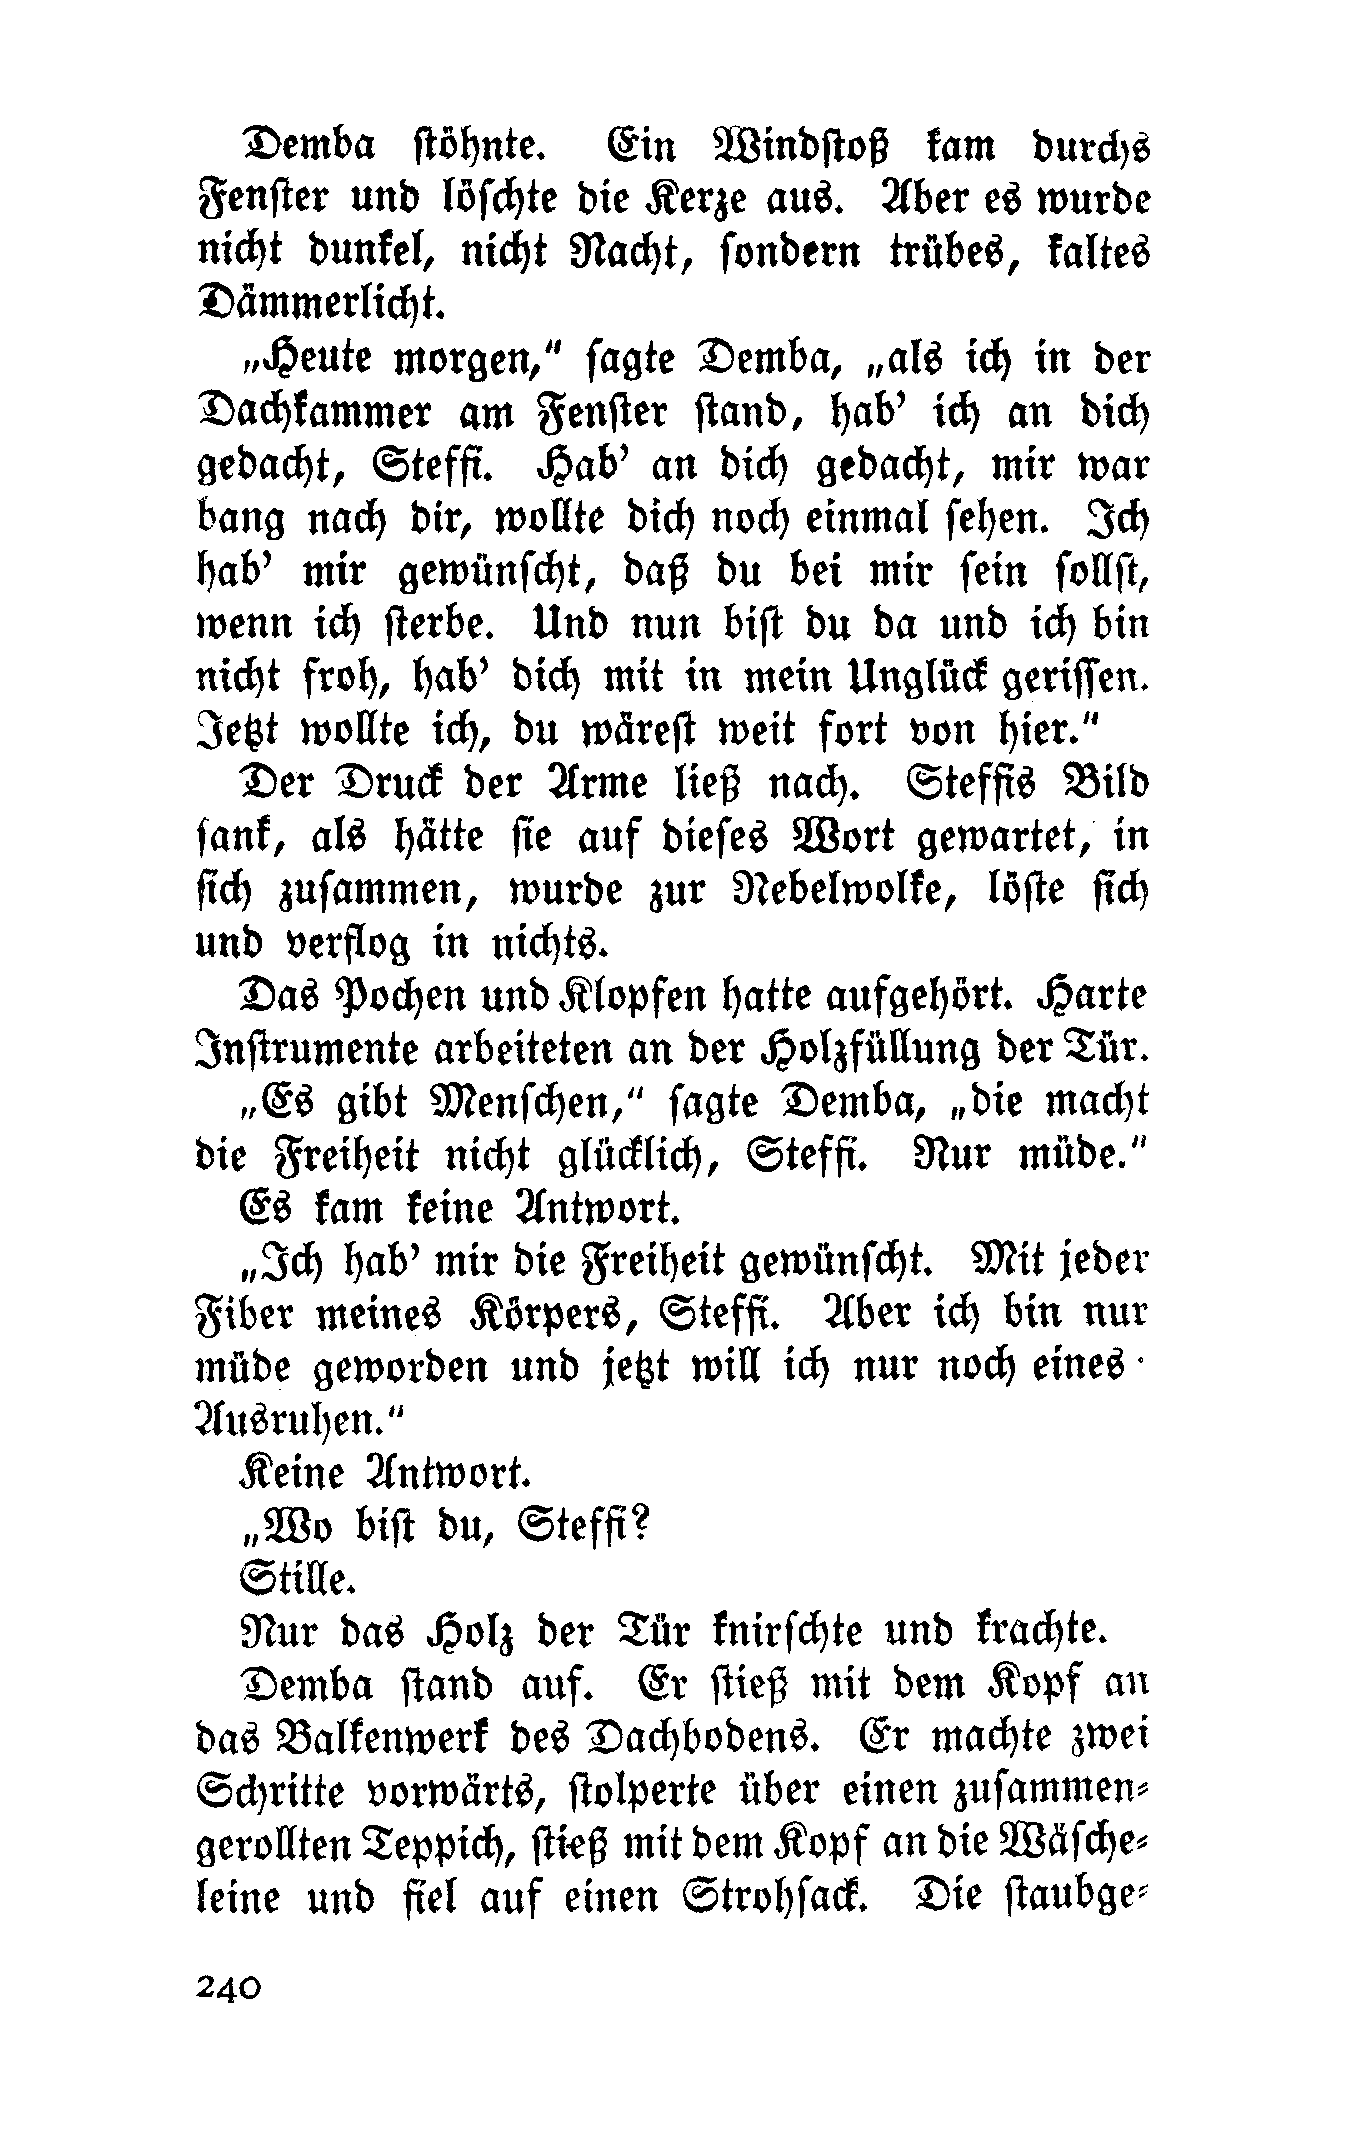 Demba stöhnte. Ein Windstoß kam durchs
Fenster und löschte die Kerze aus. Aber es wurde
nicht dunkel, nicht Nacht, sondern trübes, kaltes
Dämmerlicht.
„Heute morgen,“ sagte Demba, „als ich in der
Dachkammer am Fenster stand, hab’ ich an dich
gedacht, Steffi. Hab’ an dich gedacht, mir war
bang nach dir, wollte dich noch einmal sehen. Ich
hab’ mir gewünscht, daß du bei mir sein sollst,
wenn ich sterbe. Und nun bist du da und ich bin
nicht froh, hab’ dich mit in mein Unglück gerissen.
Jetzt wollte ich, du wärest weit fort von hier.“
Der Druck der Arme ließ nach. Steffis Bild
sank, als hätte sie auf dieses Wort gewartet, in
sich zusammen, wurde zur Nebelwolke, löste sich
und verflog in nichts.
Das Pochen und Klopfen hatte aufgehört. Harte
Instrumente arbeiteten an der Holzfüllung der Tür.
„Es gibt Menschen,“ sagte Demba, „die macht
die Freiheit nicht glücklich, Steffi. Nur müde.“
Es kam keine Antwort.
„Ich hab’ mir die Freiheit gewünscht. Mit jeder
Fiber meines Körpers, Steffi. Aber ich bin nur
müde geworden und jetzt will ich nur noch eines·
Ausruhen.“
Keine Antwort.
„Wo bist du, Steffi?
Stille.
Nur das Holz der Tür knirschte und krachte.
Demba stand auf. Er stieß mit dem Kopf an
das Balkenwerk des Dachbodens. Er machte zwei
Schritte vorwärts, stolperte über einen zusammen-
gerollten Teppich, stieß mit dem Kopf an die Wäsche-
leine und fiel auf einen Strohsack. Die staubge-
240